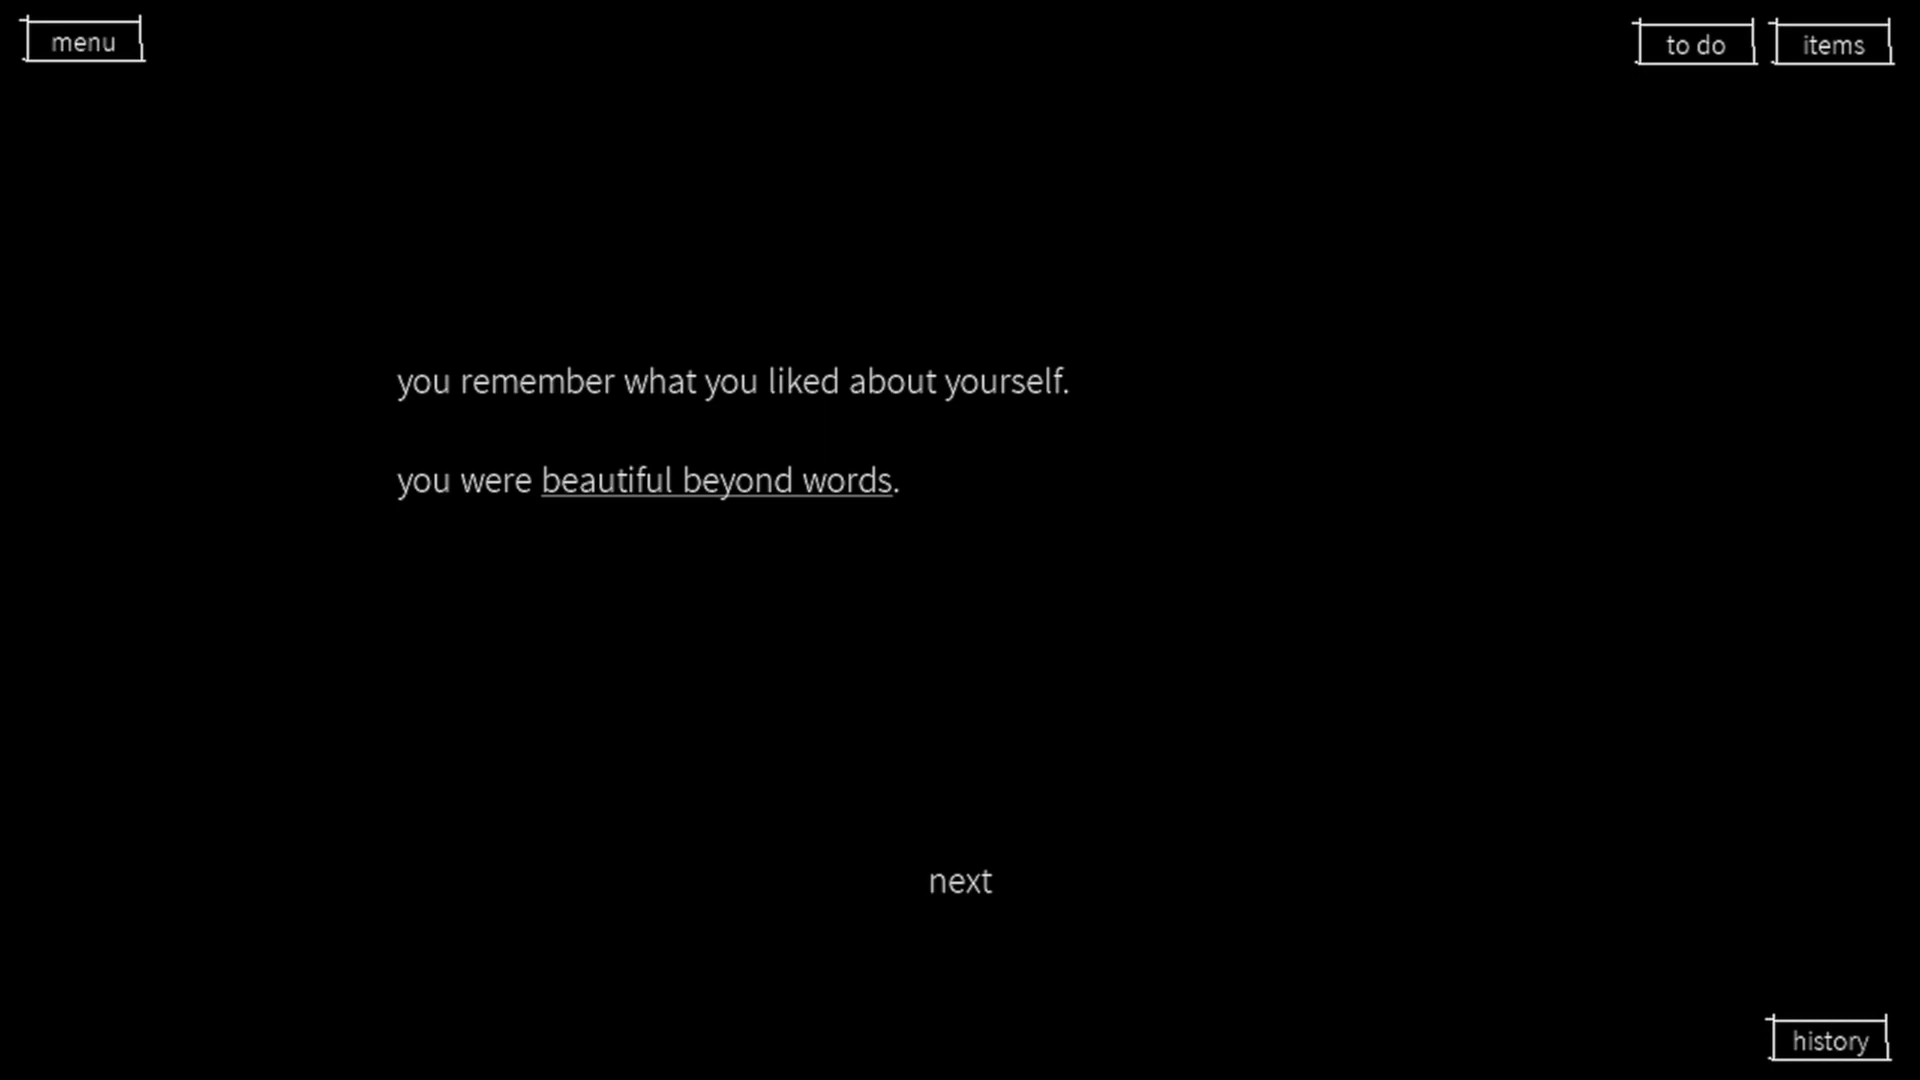 menu
to do
items
you remember what you liked about yourself.
you were beautiful beyond words.
next
history